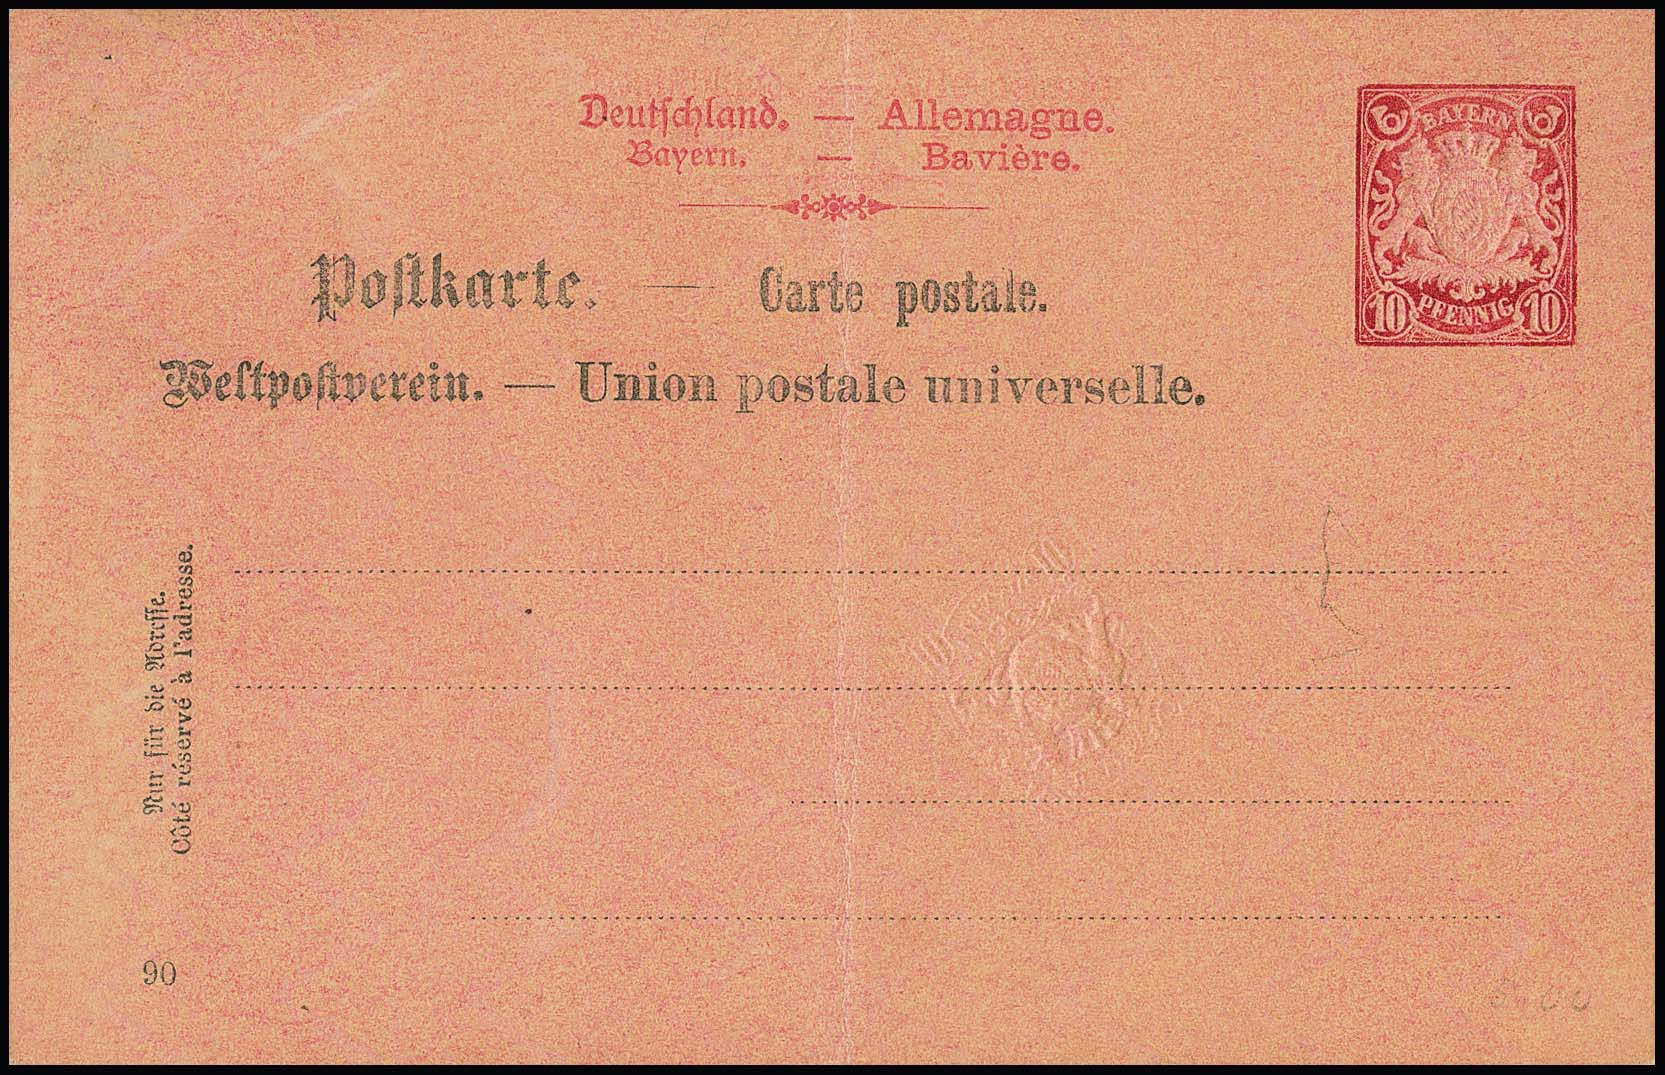 Deutschland. — Allemagne.
Bayern. — Bavière.
BAYERN
10 PFENNIG 10
Postkarte. — Carte postale.
Weltpostverein. — Union postale universelle.
Nur für die Adresse.
Côté réservé à l'adresse.
90